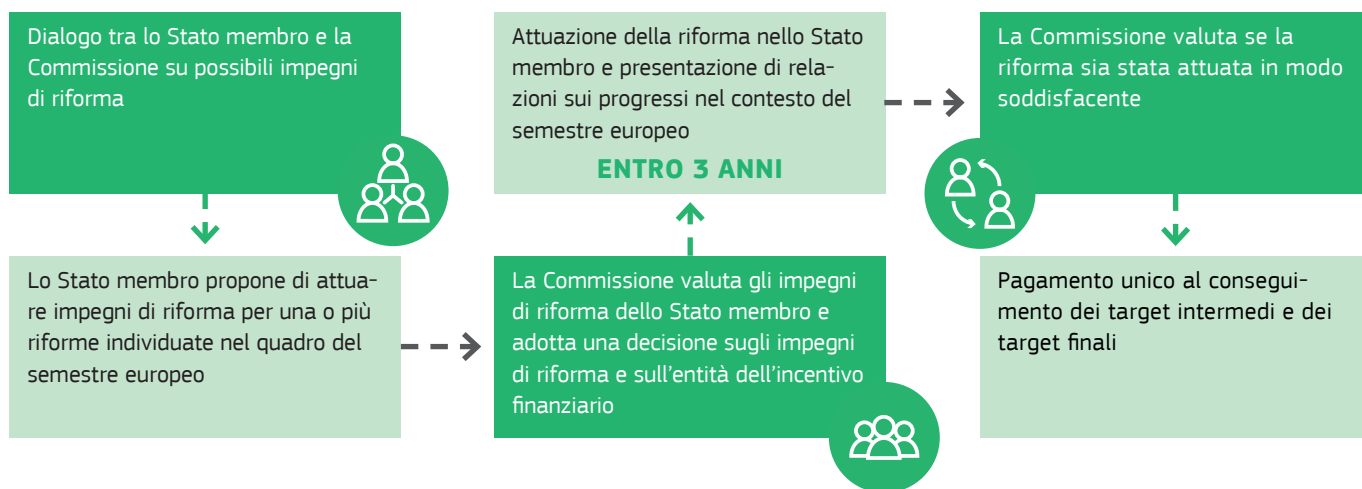 Dialogo tra lo Stato membro e la
Commissione su possibili impegni
di riforma
Lo Stato membro propone di attua-
re impegni di riforma per una o più
riforme individuate nel quadro del
semestre europeo
La Commissione valuta gli impegni
di riforma dello Stato membro e
adotta una decisione sugli impegni
di riforma e sull’entità dell’incentivo
finanziario
Attuazione della riforma nello Stato
membro e presentazione di rela-
zioni sui progressi nel contesto del
semestre europeo
ENTRO 3 ANNI
La Commissione valuta se la
riforma sia stata attuata in modo
soddisfacente
Pagamento unico al consegui-
mento dei target intermedi e dei
target finali